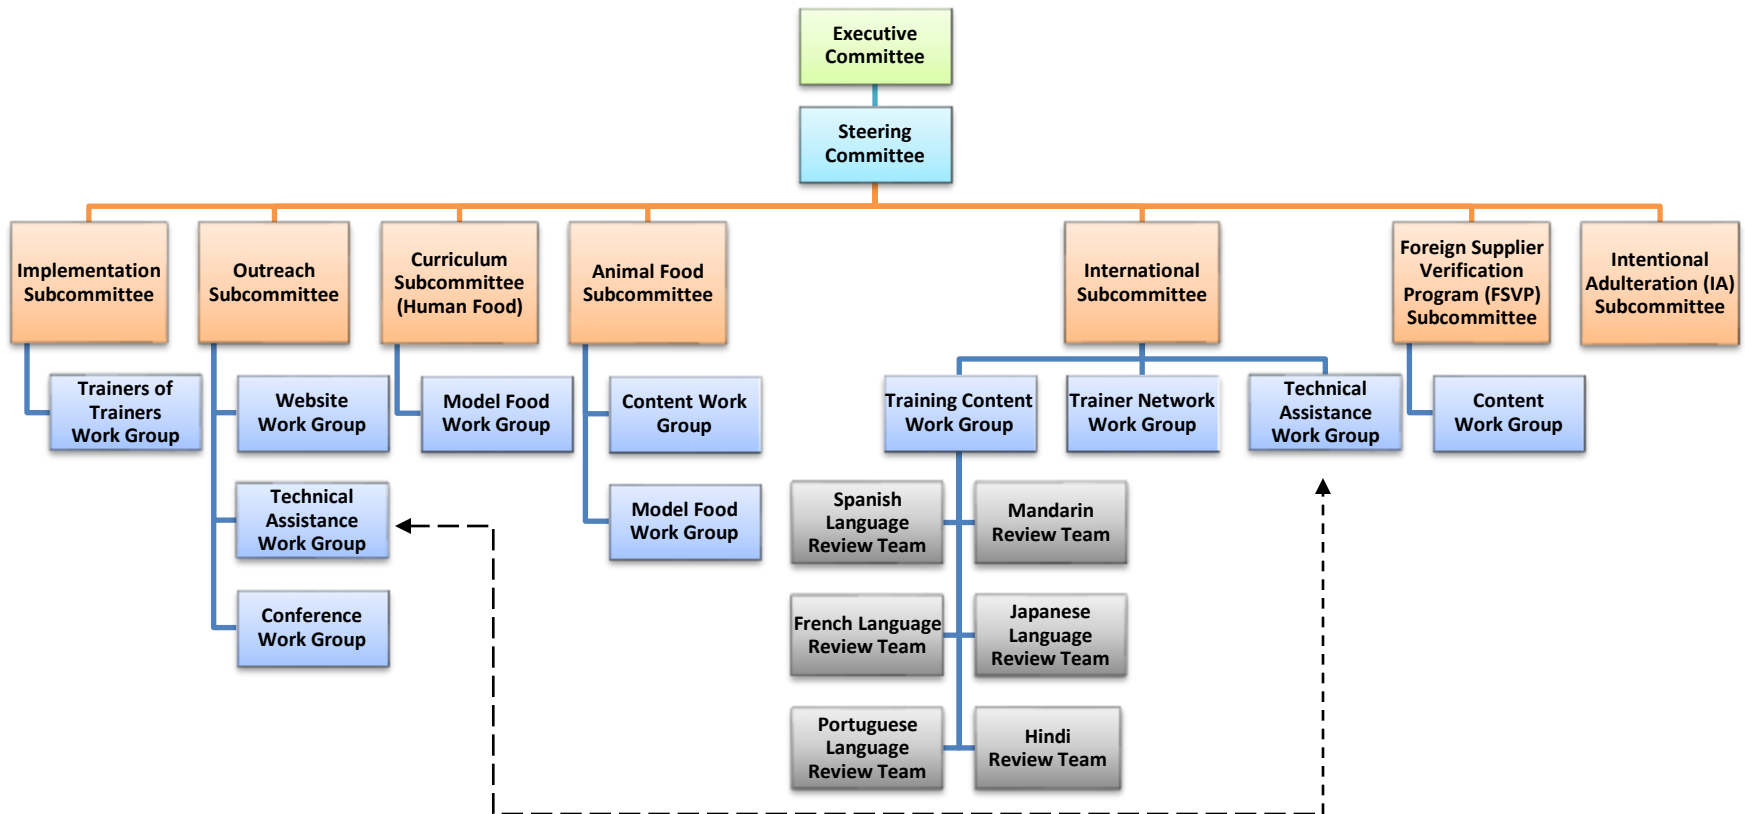 Executive
Committee
Steering
Committee
Implementation
Subcommittee
Outreach
Subcommittee
Curriculum
Subcommittee
(Human Food)
Animal Food
Subcommittee
International
Subcommittee
Foreign Supplier
Verification
Program (FSVP)
Subcommittee
Intentional
Adulteration (IA)
Subcommittee
Trainers of
Trainers
Work Group
Website
Work Group
Model Food
Work Group
Content Work
Group
Training Content
Work Group
Trainer Network
Work Group
Technical
Assistance
Work Group
Content
Work Group
Technical
Assistance
Work Group
Model Food
Work Group
Spanish
Language
Review Team
Mandarin
Review Team
Conference
Work Group
French Language
Review Team
Japanese
Language
Review Team
Portuguese
Language
Review Team
Hindi
Review Team